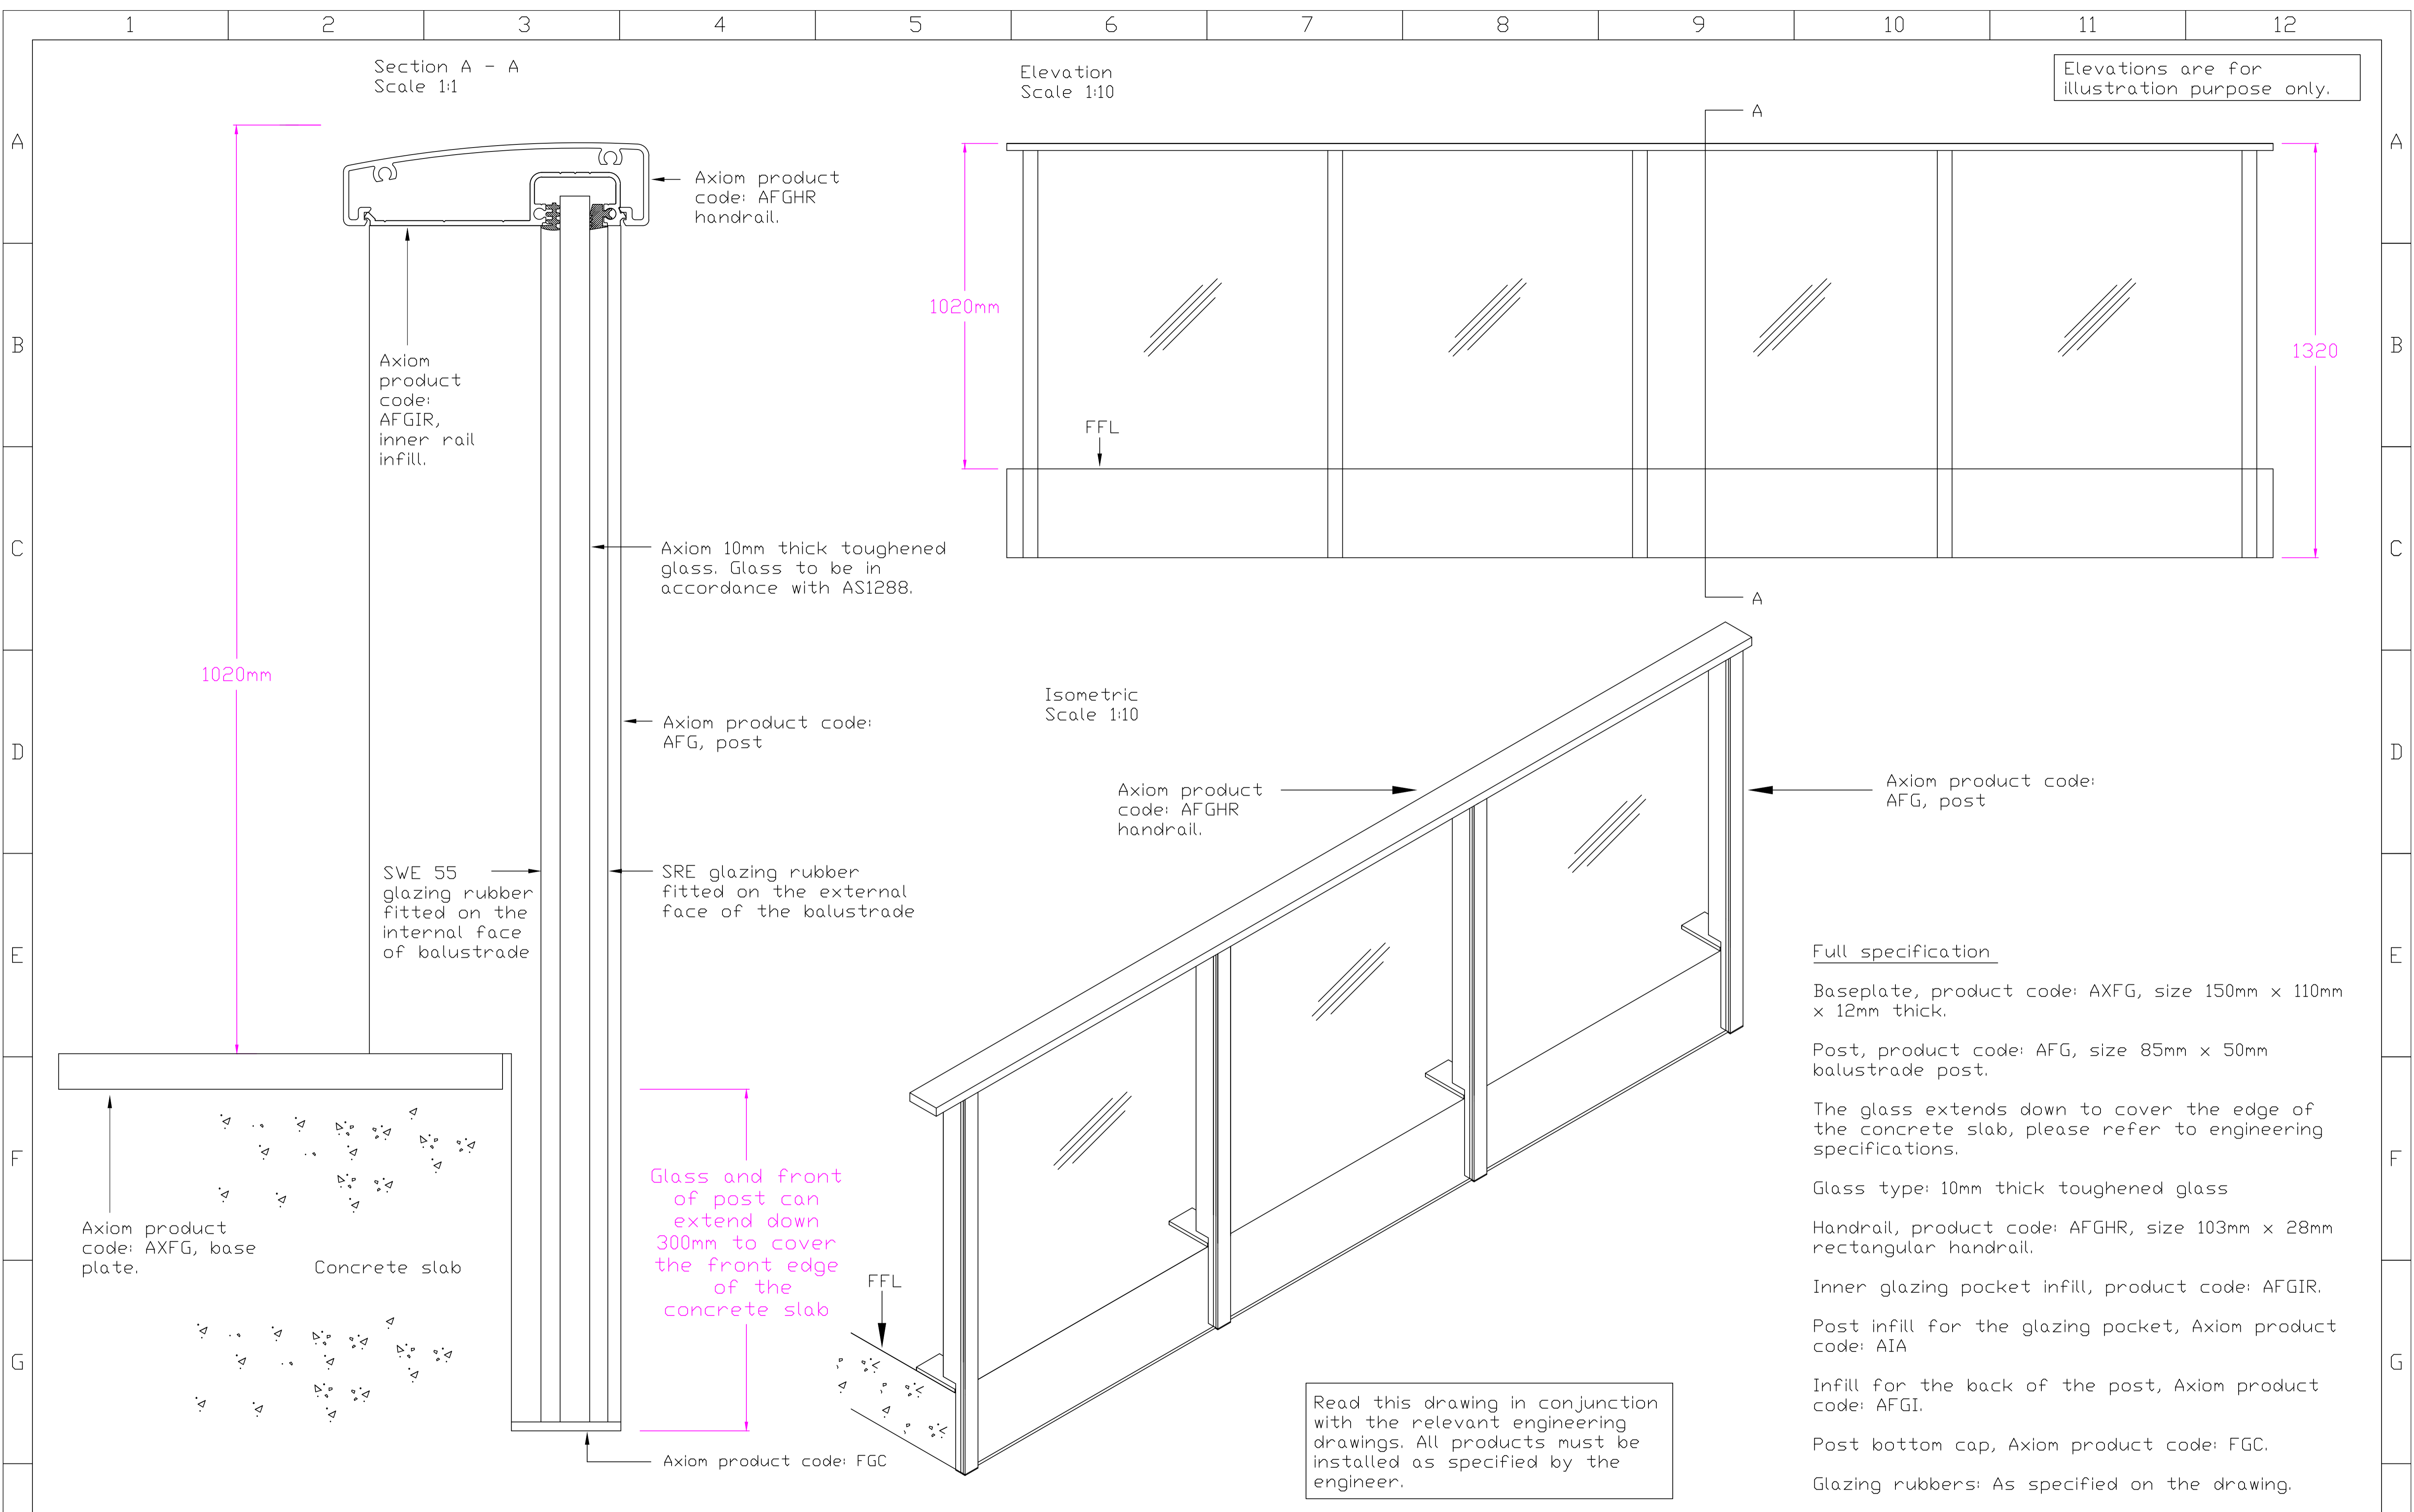 1 2 3 4 5 6 7 8 9 10 11 12
A
B
C
D
E
F
G
Section A - A
Scale 1:1
1020mm
Axiom product
code: AFGHR
handrail.
Axiom
product
code:
AFGIR,
inner rail
infill.
Axiom 10mm thick toughened
glass. Glass to be in
accordance with AS1288.
Axiom product code:
AFG, post
SWE 55
glazing rubber
fitted on the
internal face
of balustrade
SRE glazing rubber
fitted on the external
face of the balustrade
Axiom product
code: AXFG, base
plate.
Concrete slab
Glass and front
of post can
extend down
300mm to cover
the front edge
of the
concrete slab
Axiom product code: FGC
Elevation
Scale 1:10
Elevations are for
illustration purpose only.
A
1020mm
1320
FFL
A
Isometric
Scale 1:10
Axiom product
code: AFGHR
handrail.
Axiom product code:
AFG, post
FFL
Read this drawing in conjunction
with the relevant engineering
drawings. All products must be
installed as specified by the
engineer.
Full specification
Baseplate, product code: AXFG, size 150mm x 110mm
x 12mm thick.
Post, product code: AFG, size 85mm x 50mm
balustrade post.
The glass extends down to cover the edge of
the concrete slab, please refer to engineering
specifications.
Glass type: 10mm thick toughened glass
Handrail, product code: AFGHR, size 103mm x 28mm
rectangular handrail.
Inner glazing pocket infill, product code: AFGIR.
Post infill for the glazing pocket, Axiom product
code: AIA
Infill for the back of the post, Axiom product
code: AFGI.
Post bottom cap, Axiom product code: FGC.
Glazing rubbers: As specified on the drawing.
A
B
C
D
E
F
G